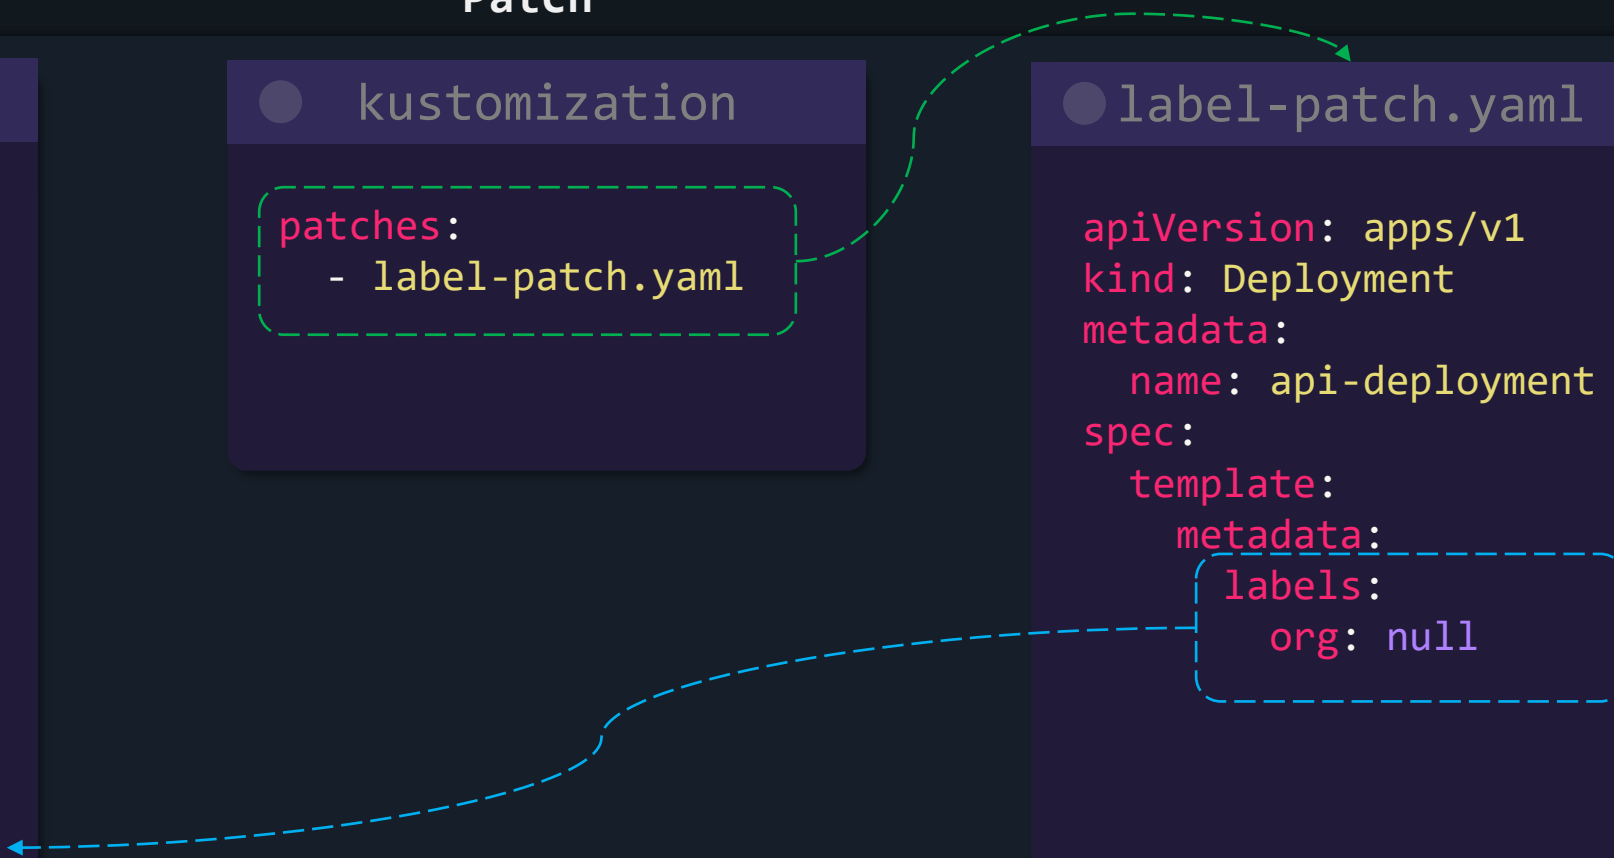 Patch
kustomization
patches:
  - label-patch.yaml
label-patch.yaml
apiVersion: apps/v1
kind: Deployment
metadata:
  name: api-deployment
spec:
  template:
    metadata:
      labels:
        org: null